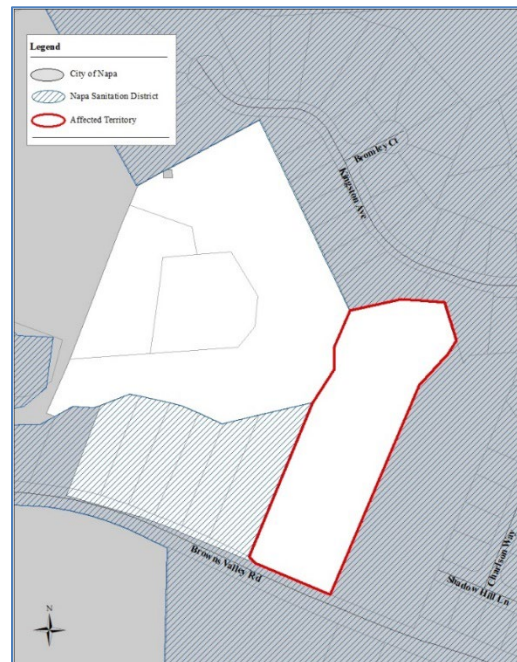 Legend
City of Napa
Napa Sanitation District
Affected Territory
Bromley Ct
Kingston Ave
Browns Valley Rd
Charlson Way
Shadow Hill Ln
N